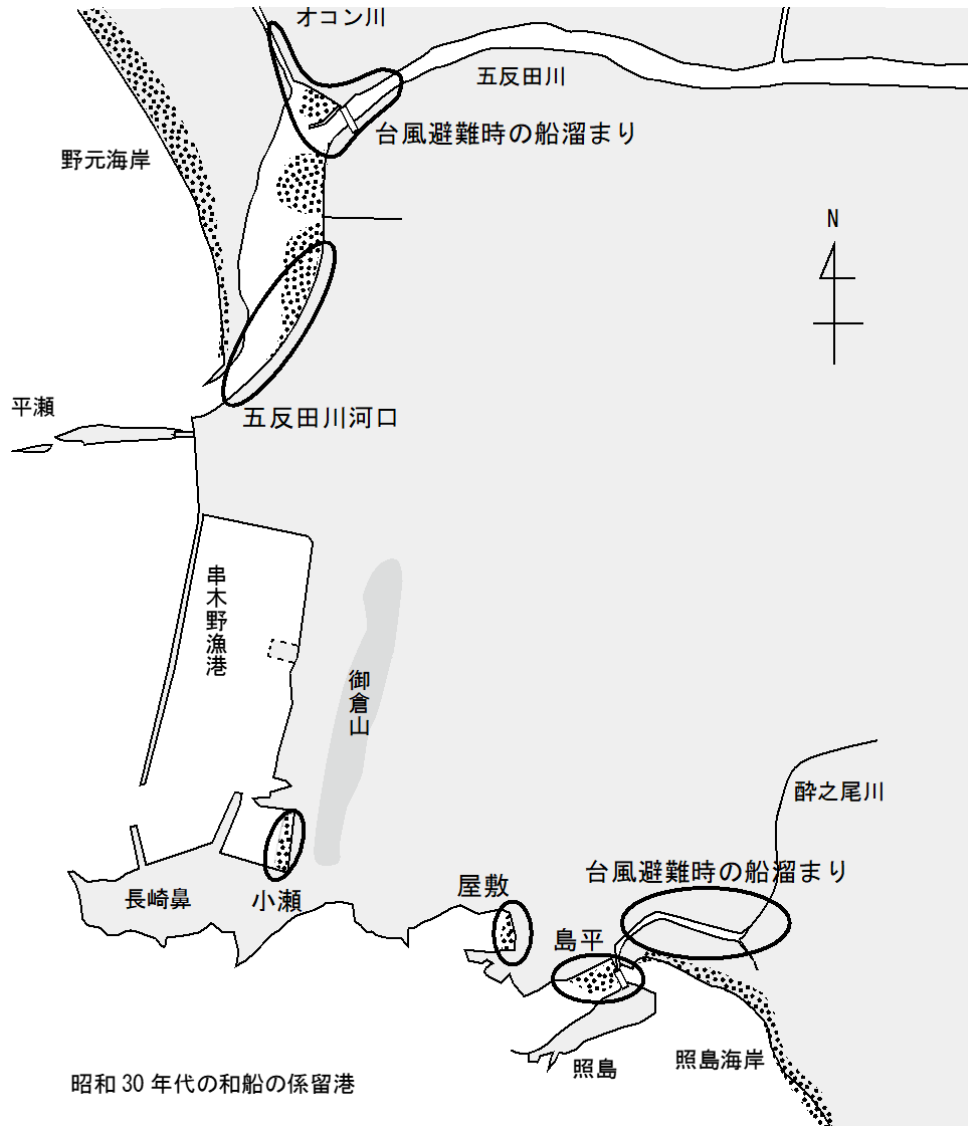 オコン川
五反田川
台風避難時の船溜まり
野元海岸
N
平瀬
五反田川河口
串木野漁港
御倉山
酔之尾川
台風避難時の船溜まり
長崎鼻
小瀬
屋敷
島平
照島
照島海岸
昭和30年代の和船の係留港